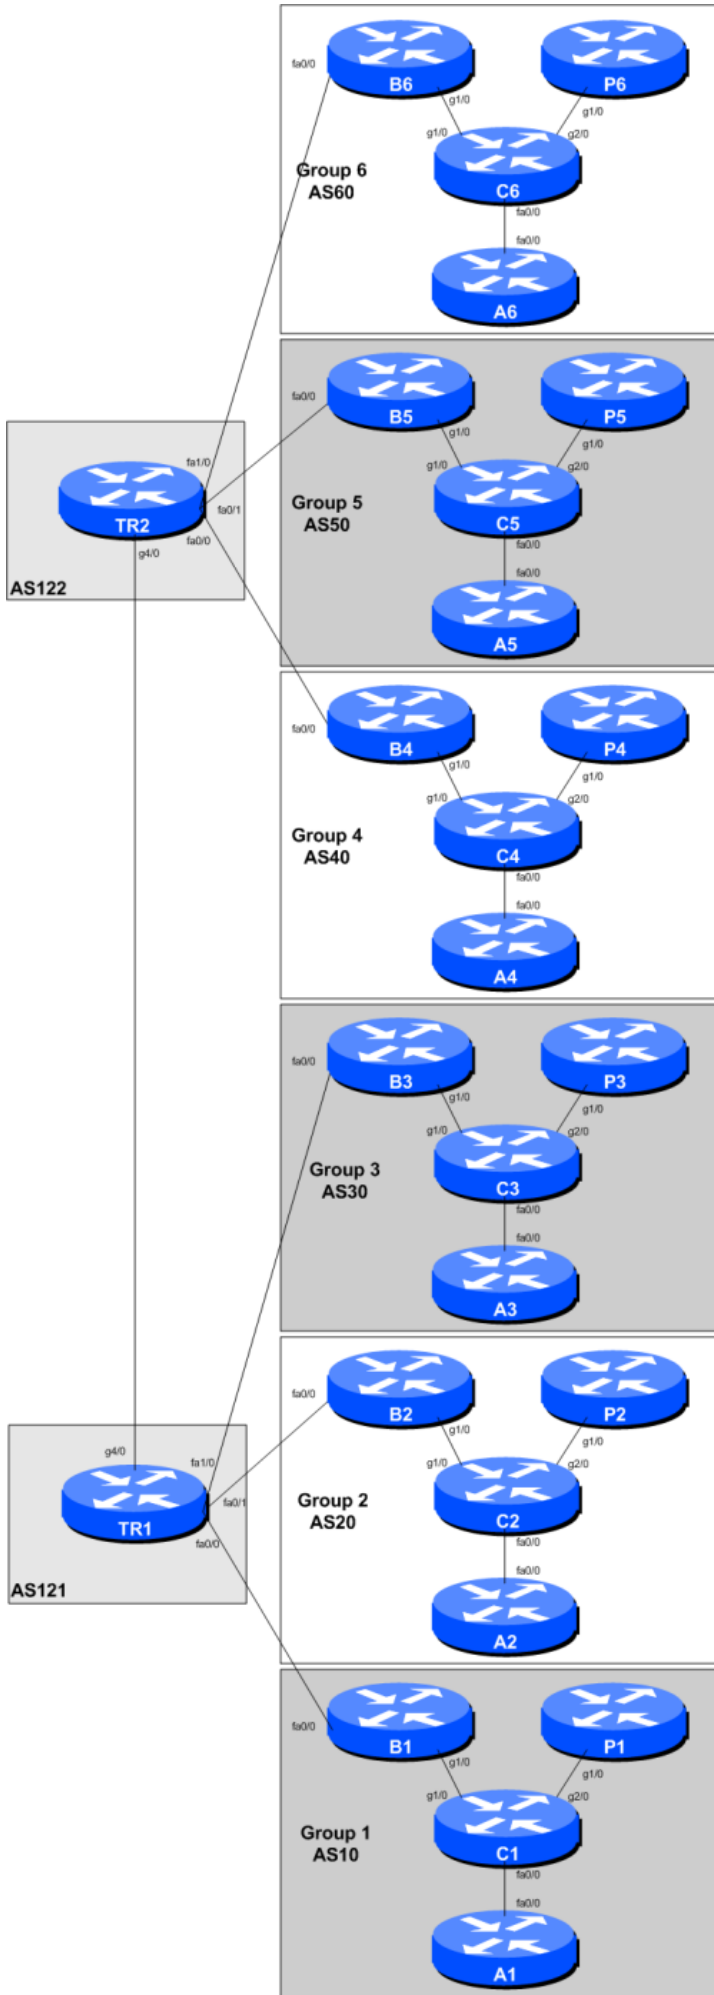 fa0/0
B6
P6
g1/0
g1/0
g1/0
g2/0
Group 6
AS60
C6
fa0/0
fa0/0
A6
fa0/0
B5
P5
g1/0
g1/0
g1/0
g2/0
fa1/0
fa0/1
TR2
fa0/0
g4/0
AS122
Group 5
AS50
C5
fa0/0
fa0/0
A5
fa0/0
B4
P4
g1/0
g1/0
g1/0
g2/0
Group 4
AS40
C4
fa0/0
fa0/0
A4
fa0/0
B3
P3
g1/0
g1/0
g1/0
g2/0
Group 3
AS30
C3
fa0/0
fa0/0
A3
fa0/0
B2
P2
g1/0
g1/0
g1/0
g2/0
g4/0
fa1/0
fa0/1
TR1
fa0/0
AS121
Group 2
AS20
C2
fa0/0
fa0/0
A2
fa0/0
B1
P1
g1/0
g1/0
g1/0
g2/0
Group 1
AS10
C1
fa0/0
fa0/0
A1